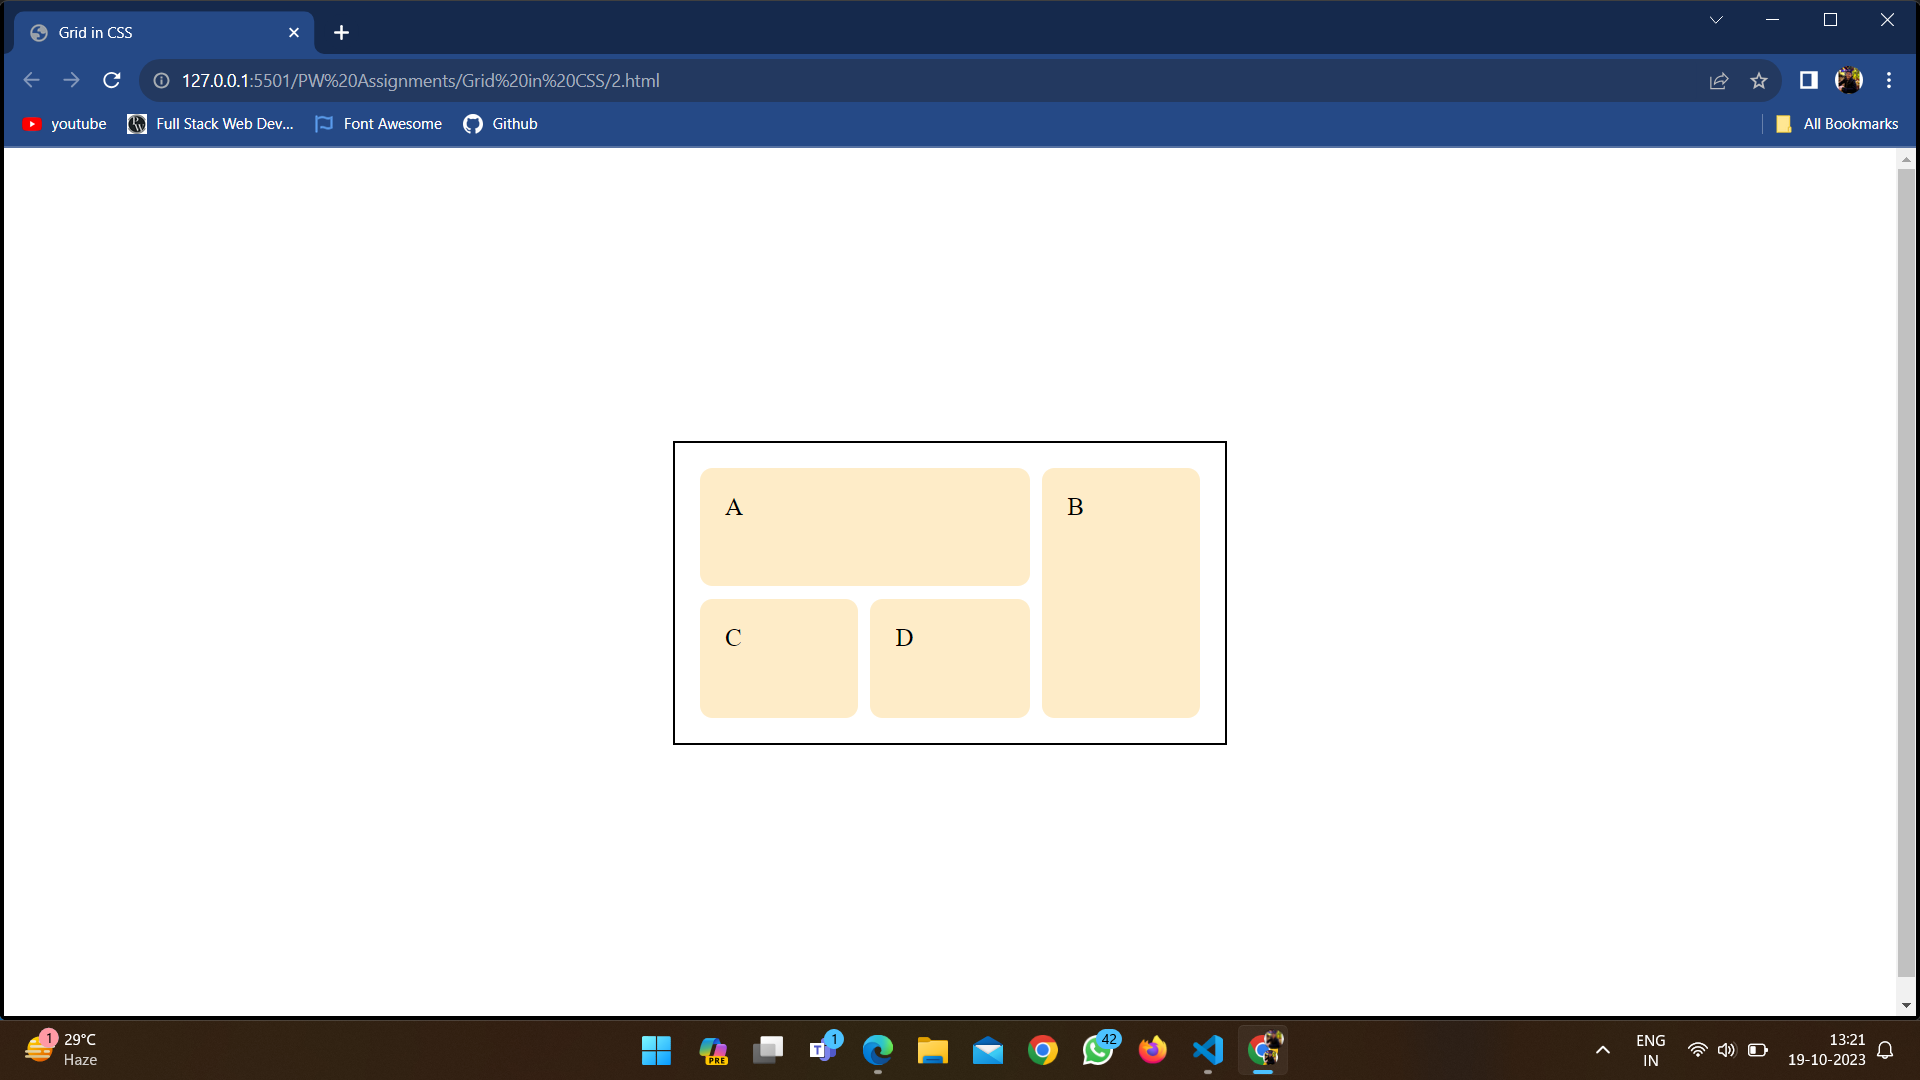 Grid in CSS
127.0.0.1:5501/PW%20Assignments/Grid%20in%20CSS/2.html
youtube Full Stack Web Dev... Font Awesome Github All Bookmarks
A B
C D
1 29°C
Haze
PRE 1 42
ENG
IN
13:21
19-10-2023